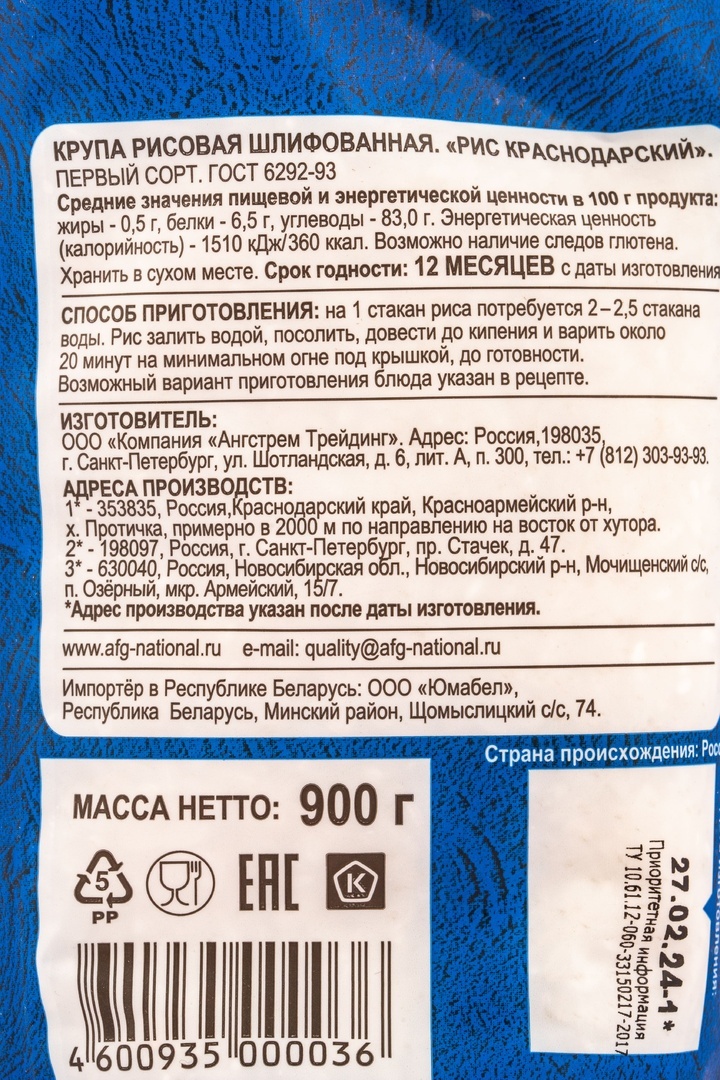 КРУПА РИСОВАЯ ШЛИФОВАННАЯ. «РИС КРАСНОДАРСКИЙ».
ПЕРВЫЙ СОРТ. ГОСТ 6292-93
Средние значения пищевой и энергетической ценности в 100 г продукта:
жиры - 0,5 г, белки - 6,5 г, углеводы - 83,0 г. Энергетическая ценность
(калорийность) - 1510 кДж/360 ккал. Возможно наличие следов глютена.
Хранить в сухом месте. Срок годности: 12 МЕСЯЦЕВ с даты изготовления
СПОСОБ ПРИГОТОВЛЕНИЯ: на 1 стакан риса потребуется 2–2,5 стакана
воды. Рис залить водой, посолить, довести до кипения и варить около
20 минут на минимальном огне под крышкой, до готовности.
Возможный вариант приготовления блюда указан в рецепте.
ИЗГОТОВИТЕЛЬ:
ООО «Компания «Ангстрем Трейдинг». Адрес: Россия,198035,
г. Санкт-Петербург, ул. Шотландская, д. 6, лит. А, п. 300, тел.: +7 (812) 303-93-93.
АДРЕСА ПРОИЗВОДСТВ:
1* - 353835, Россия,Краснодарский край, Красноармейский р-н,
х. Протичка, примерно в 2000 м по направлению на восток от хутора.
2* - 198097, Россия, г. Санкт-Петербург, пр. Стачек, д. 47.
3* - 630040, Россия, Новосибирская обл., Новосибирский р-н, Мочищенский с/с,
п. Озёрный, мкр. Армейский, 15/7.
*Адрес производства указан после даты изготовления.
www.afg-national.ru e-mail: quality@afg-national.ru
Импортёр в Республике Беларусь: ООО «Юмабел»,
Республика Беларусь, Минский район, Щомыслицкий с/с, 74.
Страна происхождения:
МАССА НЕТТО: 900 г
5
PP
EAC
К
4 600935 000036
27.02.24-1*
Приоритетная информация
ТУ 10.61.12-060-33150217-2017